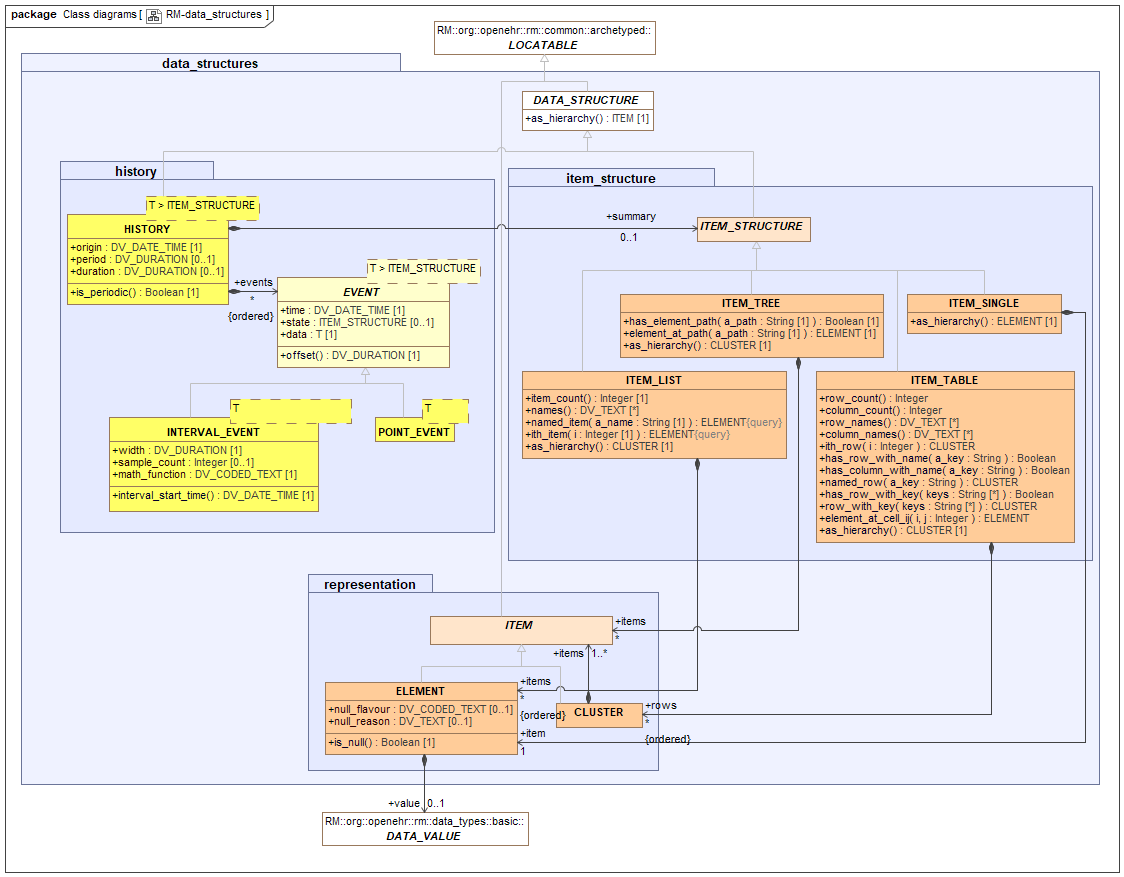 package Class diagrams [ RM-data_structures ]
RM::org::openehr::rm::common::archetyped::
LOCATABLE
data_structures
DATA_STRUCTURE
+as_hierarchy() : ITEM [1]
history
T > ITEM_STRUCTURE
HISTORY
+origin : DV_DATE_TIME [1]
+period : DV_DURATION [0..1]
+duration : DV_DURATION [0..1]
+is_periodic() : Boolean [1]
+summary
0..1
+events
*
{ordered}
T > ITEM_STRUCTURE
EVENT
+time : DV_DATE_TIME [1]
+state : ITEM_STRUCTURE [0..1]
+data : T [1]
+offset() : DV_DURATION [1]
T
INTERVAL_EVENT
+width : DV_DURATION [1]
+sample_count : Integer [0..1]
+math_function : DV_CODED_TEXT [1]
+interval_start_time() : DV_DATE_TIME [1]
T
POINT_EVENT
item_structure
ITEM_STRUCTURE
ITEM_TREE
+has_element_path( a_path : String [1] ) : Boolean [1]
+element_at_path( a_path : String [1] ) : ELEMENT [1]
+as_hierarchy() : CLUSTER [1]
ITEM_SINGLE
+as_hierarchy() : ELEMENT [1]
ITEM_LIST
+item_count() : Integer [1]
+names() : DV_TEXT [*]
+named_item( a_name : String [1] ) : ELEMENT{query}
+ith_item( i : Integer [1] ) : ELEMENT{query}
+as_hierarchy() : CLUSTER [1]
ITEM_TABLE
+row_count() : Integer
+column_count() : Integer
+row_names() : DV_TEXT [*]
+column_names() : DV_TEXT [*]
+ith_row( i : Integer ) : CLUSTER
+has_row_with_name( a_key : String ) : Boolean
+has_column_with_name( a_key : String ) : Boolean
+named_row( a_key : String ) : CLUSTER
+has_row_with_key( keys : String [*] ) : Boolean
+row_with_key( keys : String [*] ) : CLUSTER
+element_at_cell_ij( i, j : Integer ) : ELEMENT
+as_hierarchy() : CLUSTER [1]
representation
ITEM
+items
*
+items 1..*
ELEMENT
+null_flavour : DV_CODED_TEXT [0..1]
+null_reason : DV_TEXT [0..1]
+is_null() : Boolean [1]
+items
*
{ordered}
+item
1
CLUSTER
+rows
*
{ordered}
+value 0..1
RM::org::openehr::rm::data_types::basic::
DATA_VALUE